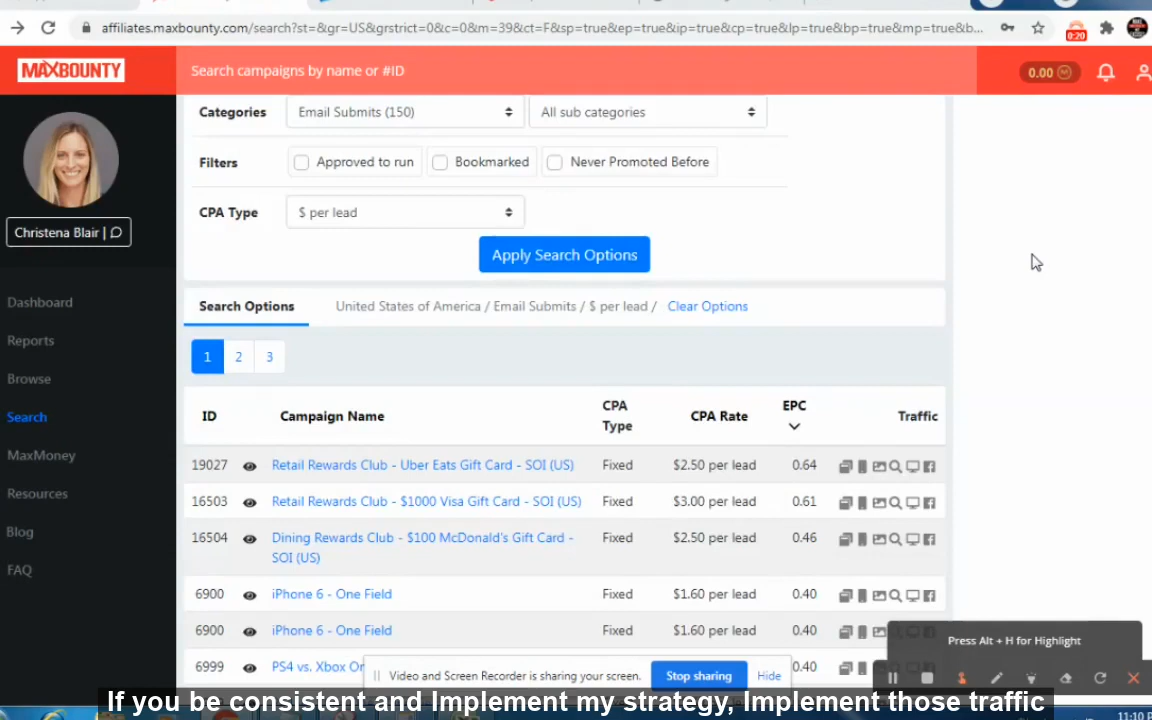 affiliates.maxbounty.com/search?st=&gr=US&grstrict=0&c=0&m=39&ct=F&sp=true&ep=true&ip=true&cp=true&lp=true&bp=true&mp=true&b...
0:20
MAXBOUNTY
Search campaigns by name or #ID
0.00
Categories
Email Submits (150)
All sub categories
Filters
Approved to run
Bookmarked
Never Promoted Before
CPA Type
$ per lead
Apply Search Options
Christena Blair |
Dashboard
Reports
Browse
Search
MaxMoney
Resources
Blog
FAQ
Search Options
United States of America / Email Submits / $ per lead / Clear Options
1 2 3
ID Campaign Name CPA Type CPA Rate EPC Traffic
19027 Retail Rewards Club - Uber Eats Gift Card - SOI (US) Fixed $2.50 per lead 0.64
16503 Retail Rewards Club - $1000 Visa Gift Card - SOI (US) Fixed $3.00 per lead 0.61
16504 Dining Rewards Club - $100 McDonald's Gift Card - SOI (US) Fixed $2.50 per lead 0.46
6900 iPhone 6 - One Field Fixed $1.60 per lead 0.40
6900 iPhone 6 - One Field Fixed $1.60 per lead 0.40
6999 PS4 vs. Xbox 0.40
Press Alt + H for Highlight
Video and Screen Recorder is sharing your screen.
Stop sharing
Hide
If you be consistent and Implement my strategy, Implement those traffic